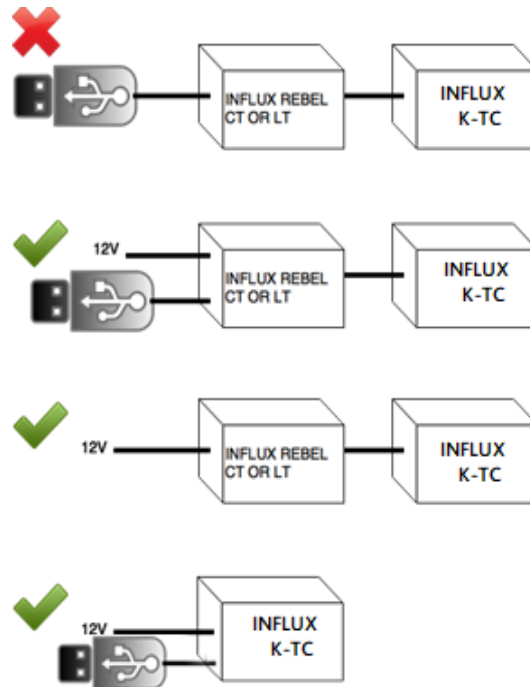 INFLUX REBEL
CT OR LT
INFLUX
K-TC
12V
INFLUX REBEL
CT OR LT
INFLUX
K-TC
12V
INFLUX REBEL
CT OR LT
INFLUX
K-TC
12V
INFLUX
K-TC